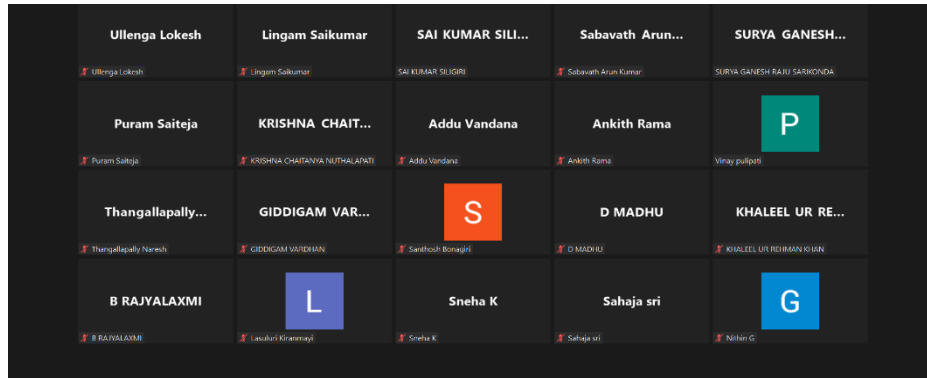 Ullenga Lokesh
Lingam Saikumar
SAI KUMAR SILI...
Sabavath Arun...
SURYA GANESH...
Ullenga Lokesh
Lingam Saikumar
SAI KUMAR SILIGIRI
Sabavath Arun Kumar
SURYA GANESH RAJU SARIKONDA
Puram Saiteja
KRISHNA CHAIT...
Addu Vandana
Ankith Rama
P
Puram Saiteja
KRISHNA CHAITANYA NUTHALAPATI
Addu Vandana
Ankith Rama
Vinay pulipati
Thangallapally...
GIDDIGAM VAR...
S
D MADHU
KHALEEL UR RE...
Thangallapally Naresh
GIDDIGAM VARDHAN
Santhosh Bonagiri
D MADHU
KHALEEL UR REHMAN KHAN
B RAJYALAXMI
L
Sneha K
Sahaja sri
G
B RAJYALAXMI
Lasuluri Kiranmayi
Sneha K
Sahaja sri
Nithin G